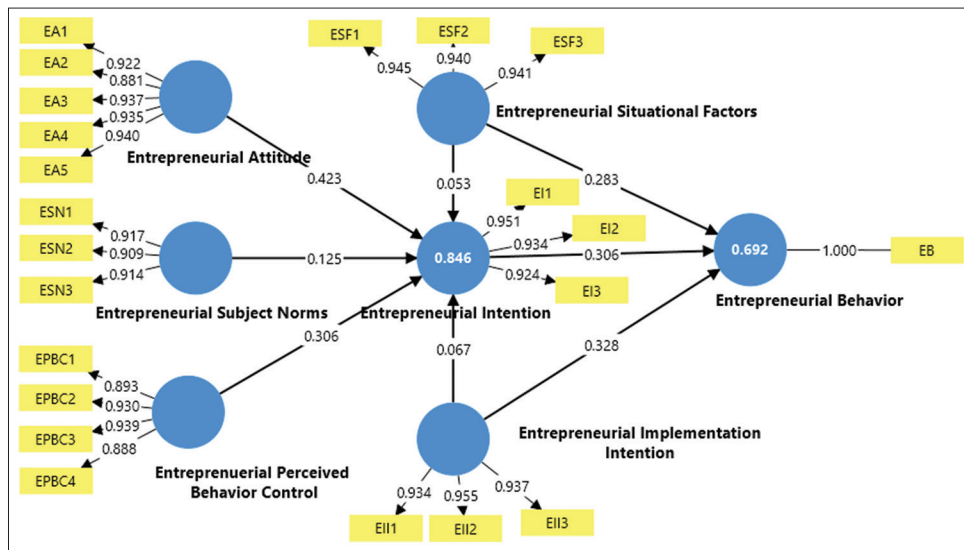 EA1
EA2
EA3
EA4
EA5
0.922
0.881
0.937
0.935
0.940
Entrepreneurial Attitude
ESF1
ESF2
ESF3
0.945
0.940
0.941
Entrepreneurial Situational Factors
0.423
0.053
0.283
ESN1
ESN2
ESN3
0.917
0.909
0.914
Entrepreneurial Subject Norms
0.125
EI1
EI2
EI3
0.951
0.934
0.924
0.846
Entrepreneurial Intention
0.306
0.692
Entrepreneurial Behavior
1.000
EB
EPBC1
EPBC2
EPBC3
EPBC4
0.893
0.930
0.939
0.888
Entreprenuerial Perceived
Behavior Control
0.306
0.067
0.328
Entrepreneurial Implementation
Intention
0.934
0.955
0.937
EII1
EII2
EII3